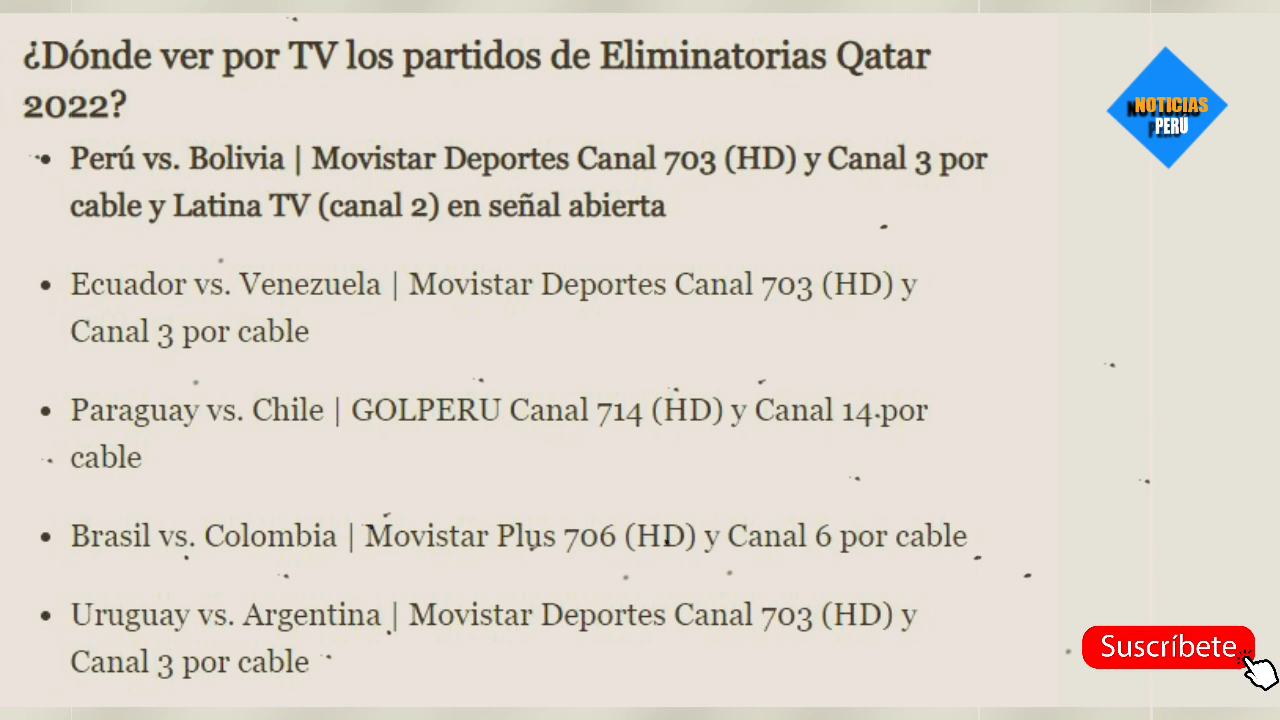 ¿Dónde ver por TV los partidos de Eliminatorias Qatar
2022?
• Perú vs. Bolivia | Movistar Deportes Canal 703 (HD) y Canal 3 por
cable y Latina TV (canal 2) en señal abierta
• Ecuador vs. Venezuela | Movistar Deportes Canal 703 (HD) y
Canal 3 por cable
• Paraguay vs. Chile | GOLPERU Canal 714 (HD) y Canal 14 por
cable
• Brasil vs. Colombia | Movistar Plus 706 (HD) y Canal 6 por cable
• Uruguay vs. Argentina | Movistar Deportes Canal 703 (HD) y
Canal 3 por cable
NOTICIAS
PERÚ
Suscríbete